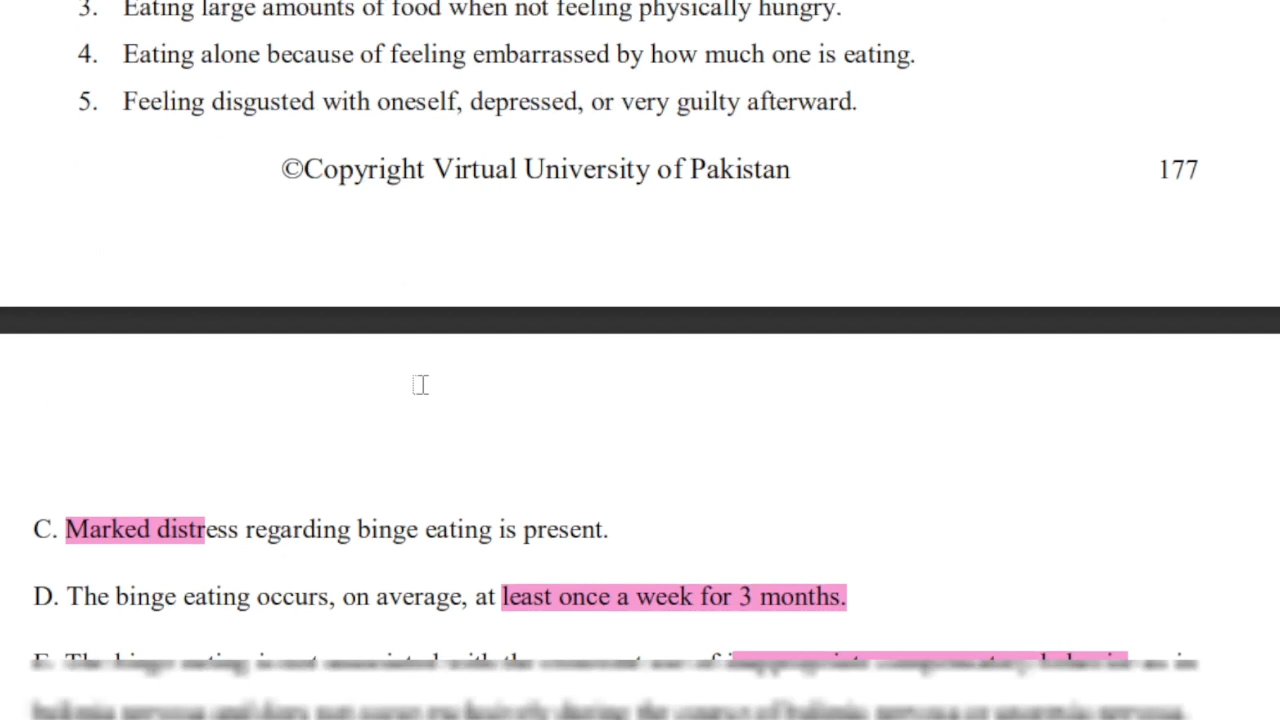 3. Eating large amounts of food when not feeling physically hungry.
4. Eating alone because of feeling embarrassed by how much one is eating.
5. Feeling disgusted with oneself, depressed, or very guilty afterward.
©Copyright Virtual University of Pakistan 177
C. Marked distress regarding binge eating is present.
D. The binge eating occurs, on average, at least once a week for 3 months.